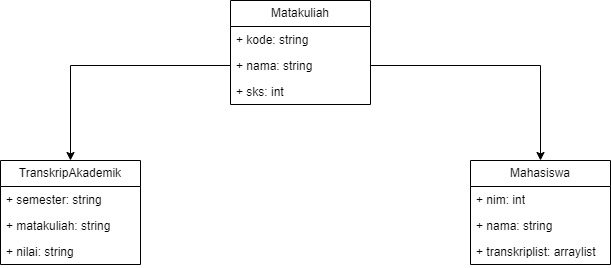 Matakuliah
+ kode: string
+ nama: string
+ sks: int
TranskripAkademik
+ semester: string
+ matakuliah: string
+ nilai: string
Mahasiswa
+ nim: int
+ nama: string
+ transkriplist: arraylist